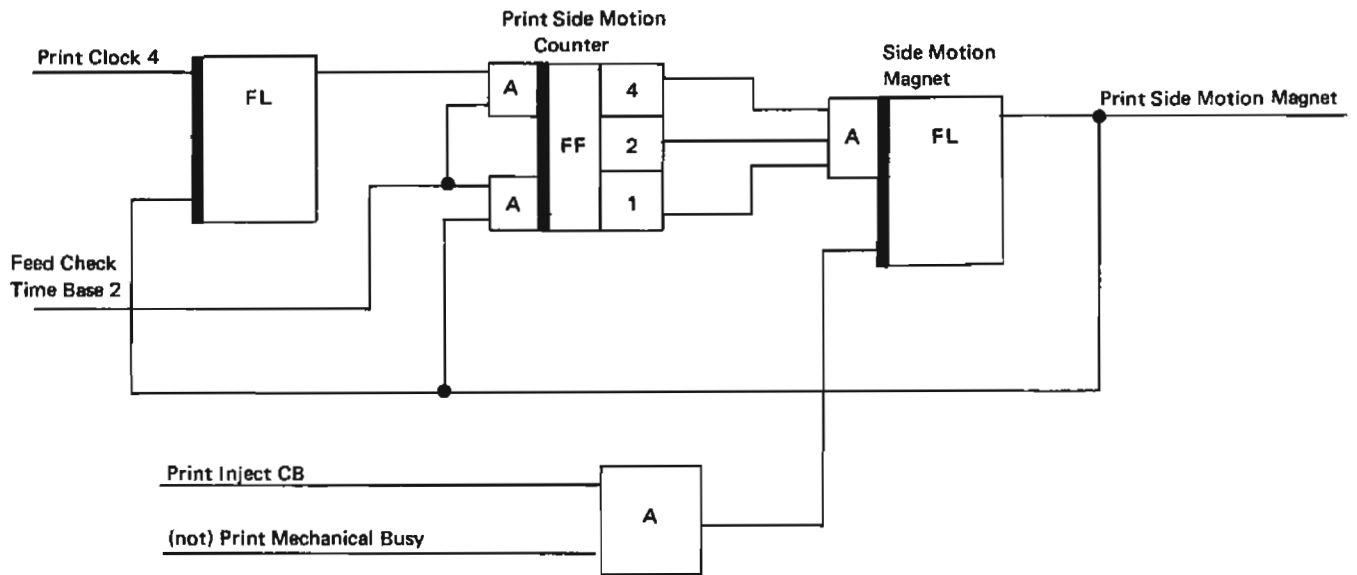 Print Side Motion
Counter
Print Clock 4
Side Motion
Magnet
FL
A
4
Print Side Motion Magnet
FF
2
A
FL
A
1
Feed Check
Time Base 2
Print Inject CB
A
(not) Print Mechanical Busy